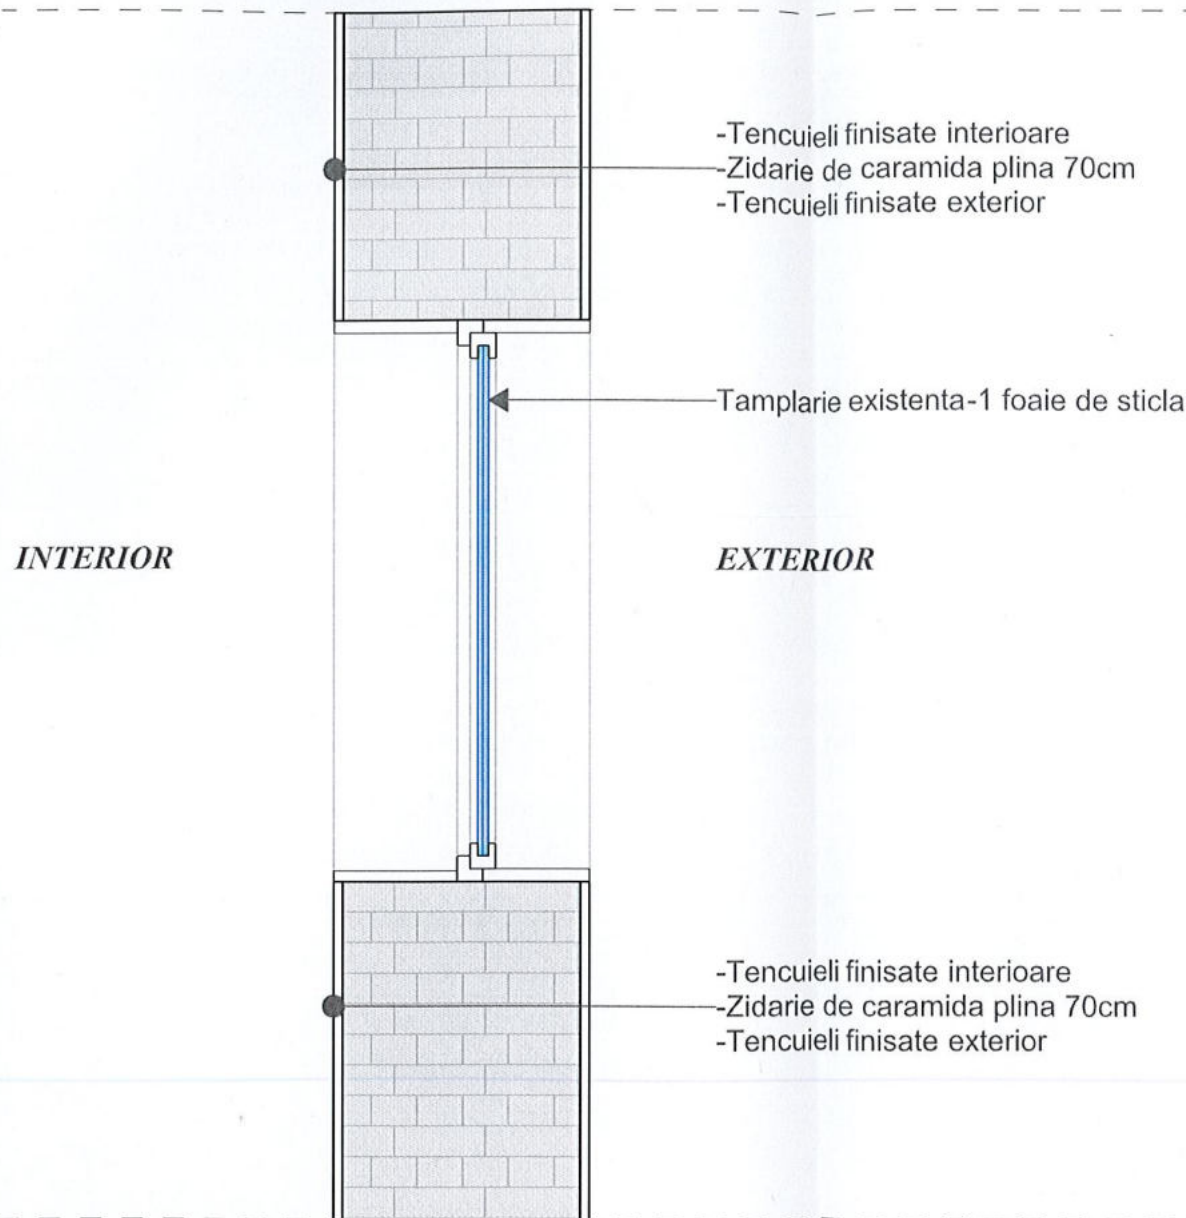 -Tencuieli finisate interioare
-Zidarie de caramida plina 70cm
-Tencuieli finisate exterior
Tamplarie existenta-1 foaie de sticla
INTERIOR
EXTERIOR
-Tencuieli finisate interioare
-Zidarie de caramida plina 70cm
-Tencuieli finisate exterior